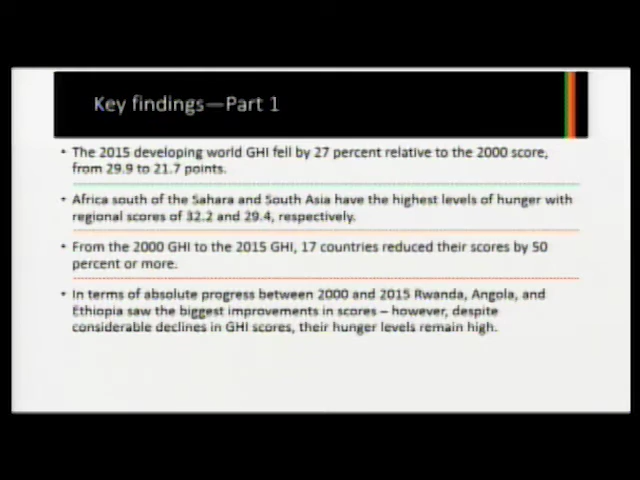 Key findings—Part 1
• The 2015 developing world GHI fell by 27 percent relative to the 2000 score,
from 29.9 to 21.7 points.
• Africa south of the Sahara and South Asia have the highest levels of hunger with
regional scores of 32.2 and 29.4, respectively.
• From the 2000 GHI to the 2015 GHI, 17 countries reduced their scores by 50
percent or more.
• In terms of absolute progress between 2000 and 2015 Rwanda, Angola, and
Ethiopia saw the biggest improvements in scores – however, despite
considerable declines in GHI scores, their hunger levels remain high.